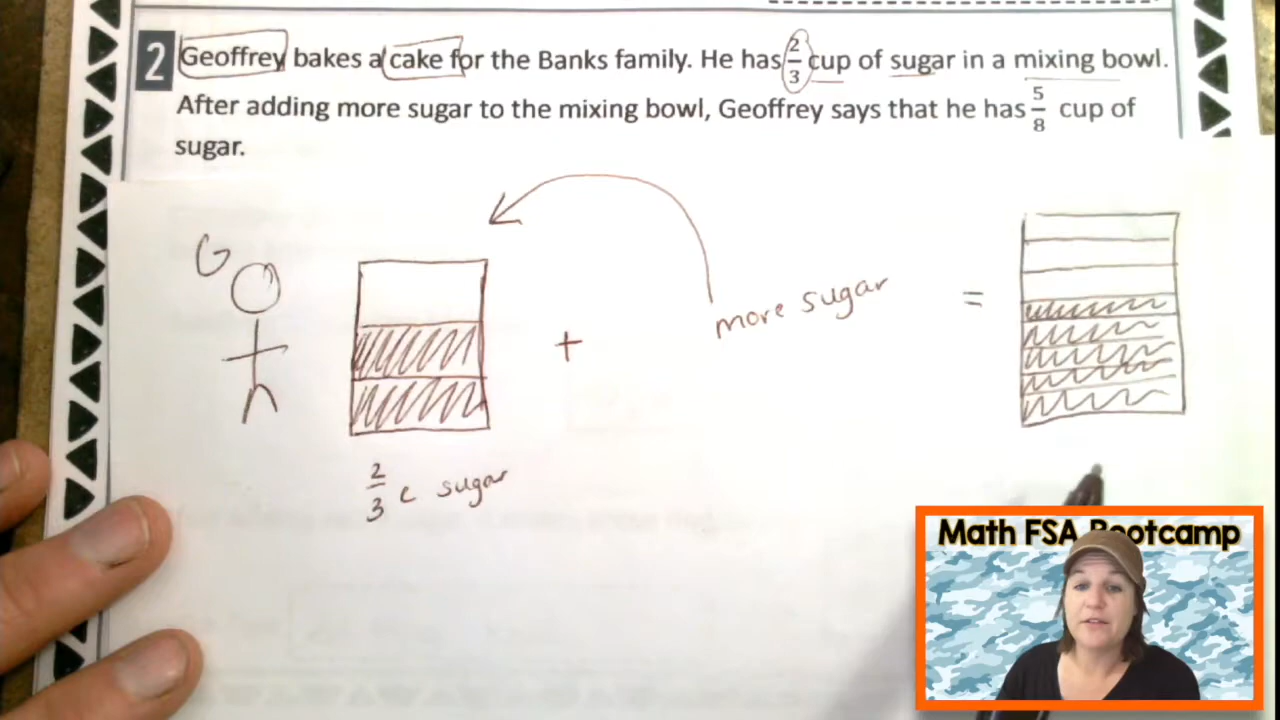 2 Geoffrey bakes a cake for the Banks family. He has 2/3 cup of sugar in a mixing bowl.
After adding more sugar to the mixing bowl, Geoffrey says that he has 5/8 cup of
sugar.
G
+
more sugar
=
2/3 c sugar
Math FSA Bootcamp